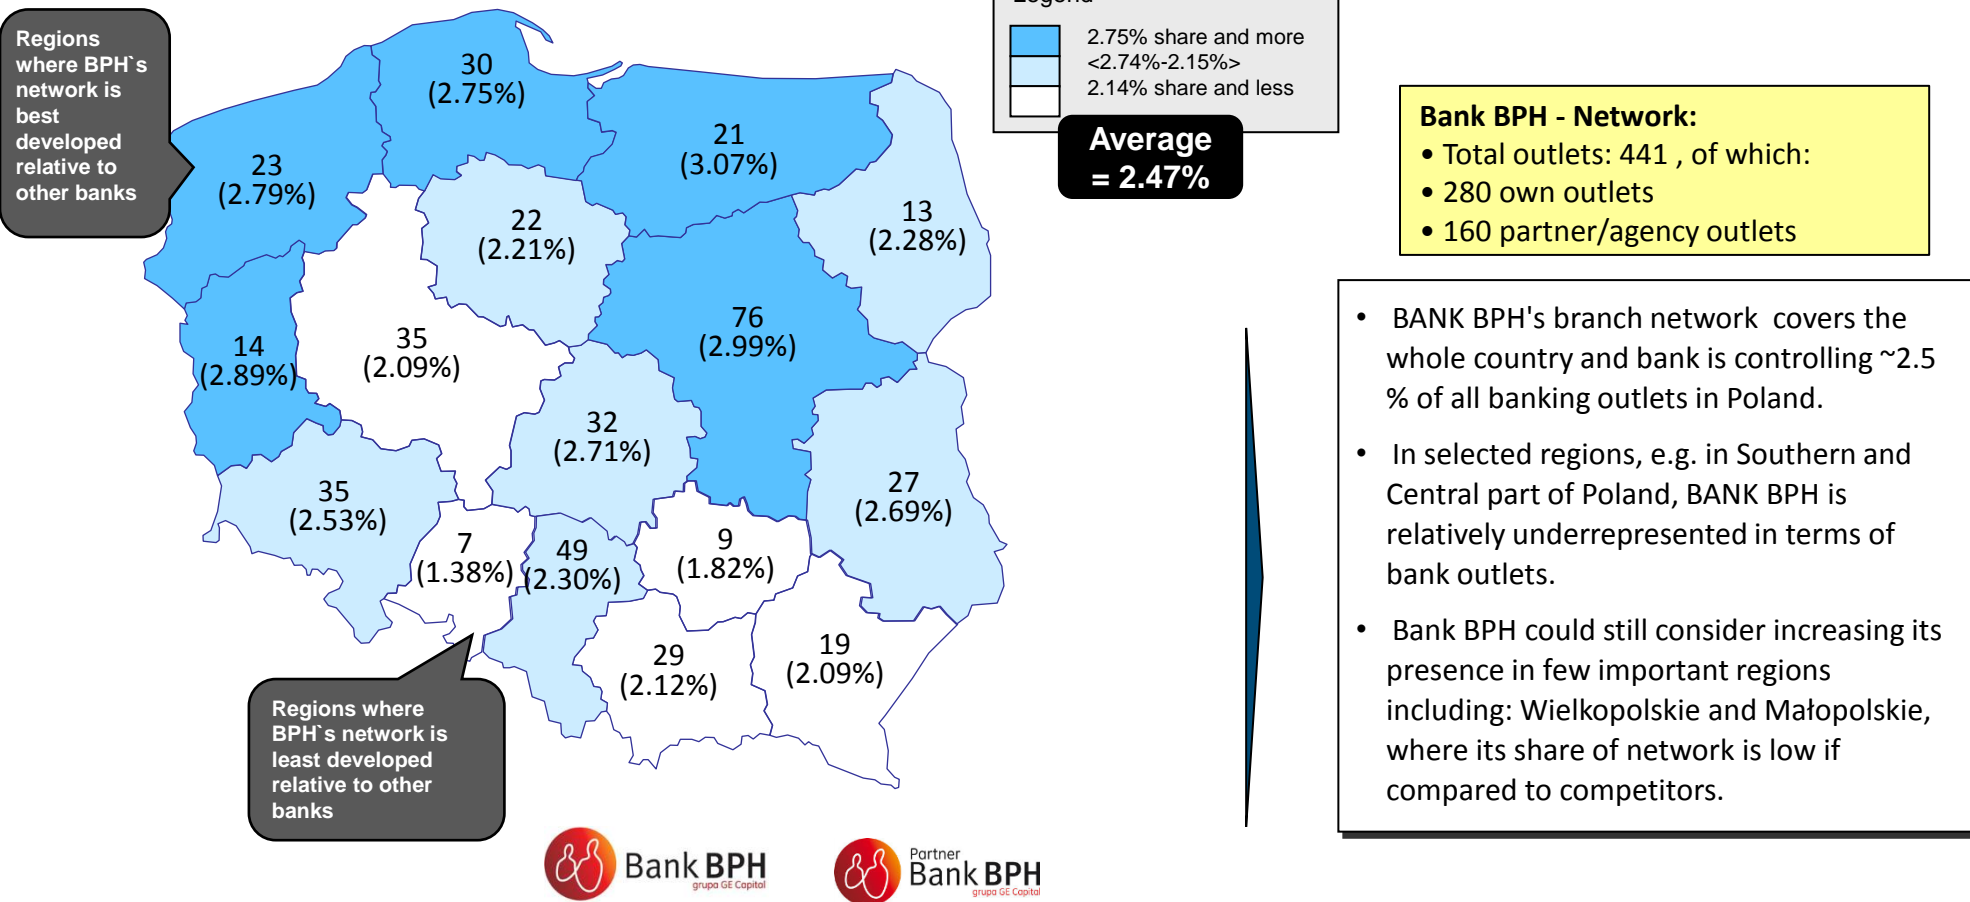 Regions
where BPH`s
network is
best
developed
relative to
other banks
30
(2.75%)
21
(3.07%)
23
(2.79%)
22
(2.21%)
13
(2.28%)
14
(2.89%)
35
(2.09%)
76
(2.99%)
32
(2.71%)
35
(2.53%)
27
(2.69%)
7
(1.38%)
49
(2.30%)
9
(1.82%)
29
(2.12%)
19
(2.09%)
Regions where
BPH`s network is
least developed
relative to other
banks
Legend
2.75% share and more
<2.74%-2.15%>
2.14% share and less
Average
= 2.47%
Bank BPH - Network:
• Total outlets: 441 , of which:
• 280 own outlets
• 160 partner/agency outlets
• BANK BPH's branch network covers the
whole country and bank is controlling ~2.5
% of all banking outlets in Poland.
• In selected regions, e.g. in Southern and
Central part of Poland, BANK BPH is
relatively underrepresented in terms of
bank outlets.
• Bank BPH could still consider increasing its
presence in few important regions
including: Wielkopolskie and Małopolskie,
where its share of network is low if
compared to competitors.
Bank BPH
grupa GE Capital
Partner
Bank BPH
grupa GE Capital